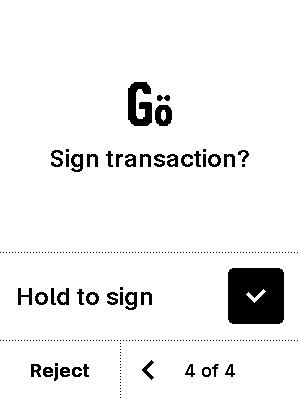 Gö
Sign transaction?
Hold to sign
Reject
4 of 4